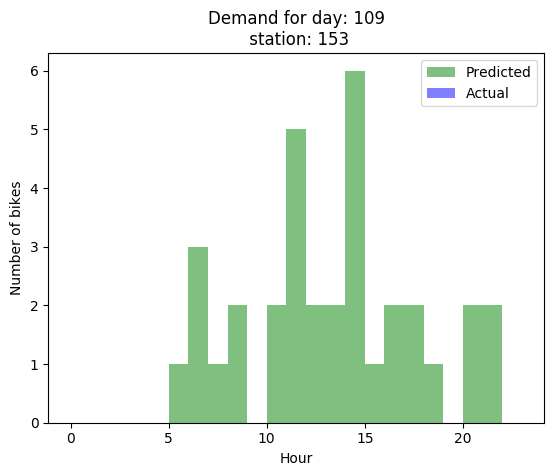 Demand for day: 109
station: 153
Predicted
Actual
Number of bikes
6
5
4
3
2
1
0
0 5 10 15 20
Hour